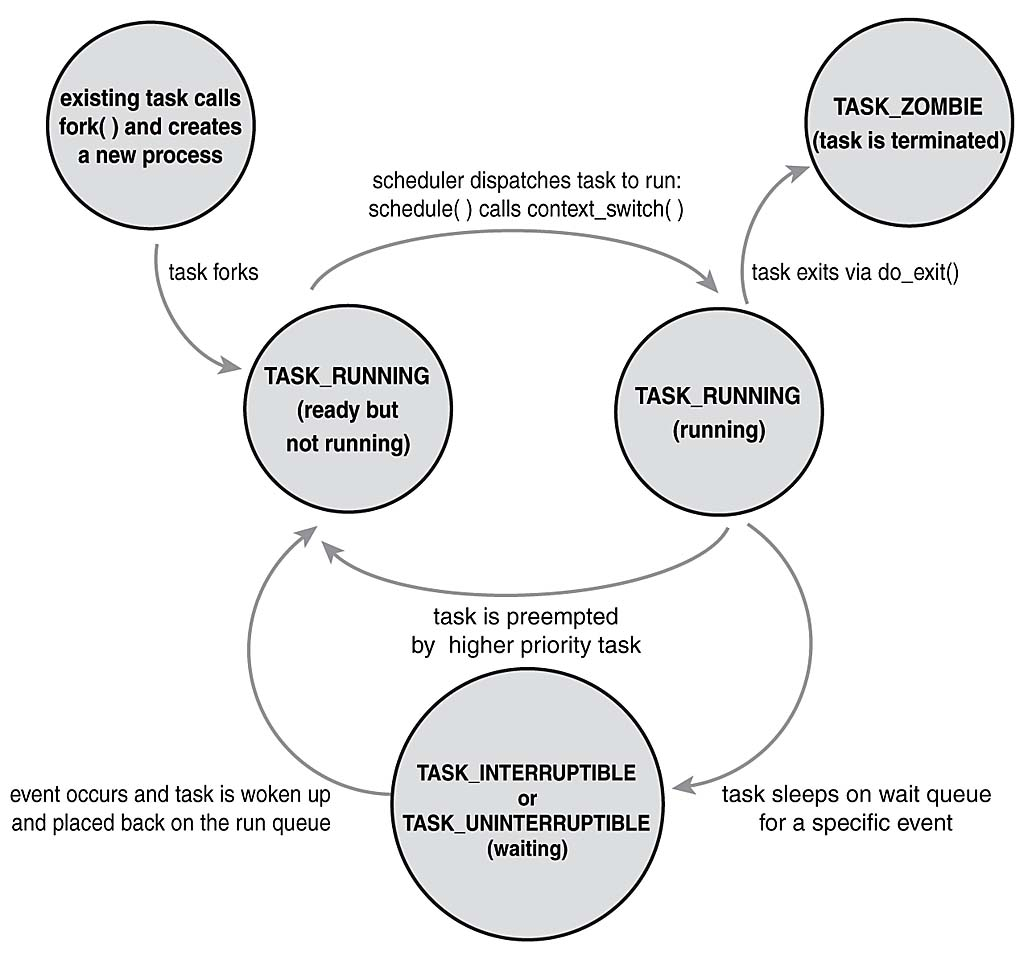 existing task calls
fork( ) and creates
a new process
TASK_ZOMBIE
(task is terminated)
scheduler dispatches task to run:
schedule( ) calls context_switch( )
task forks
task exits via do_exit()
TASK_RUNNING
(ready but
not running)
TASK_RUNNING
(running)
task is preempted
by higher priority task
TASK_INTERRUPTIBLE
or
TASK_UNINTERRUPTIBLE
(waiting)
event occurs and task is woken up
and placed back on the run queue
task sleeps on wait queue
for a specific event